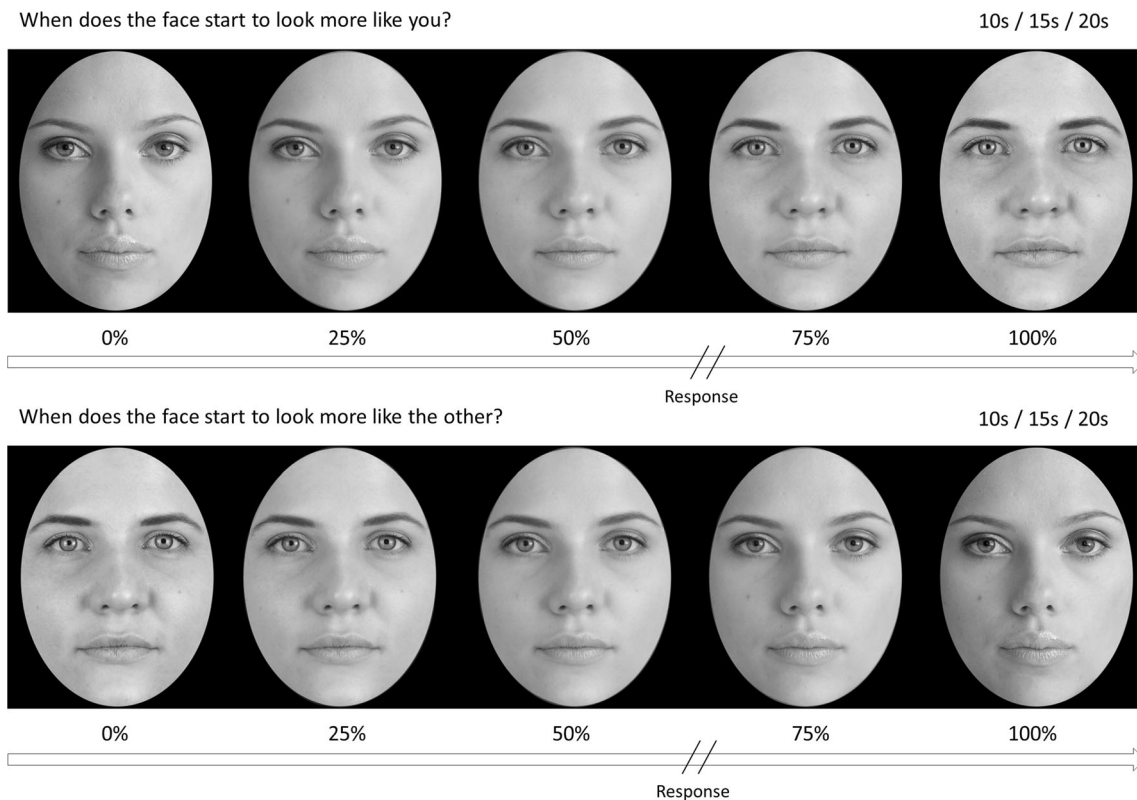 When does the face start to look more like you? 10s / 15s / 20s
0% 25% 50% 75% 100%
Response
When does the face start to look more like the other? 10s / 15s / 20s
0% 25% 50% 75% 100%
Response